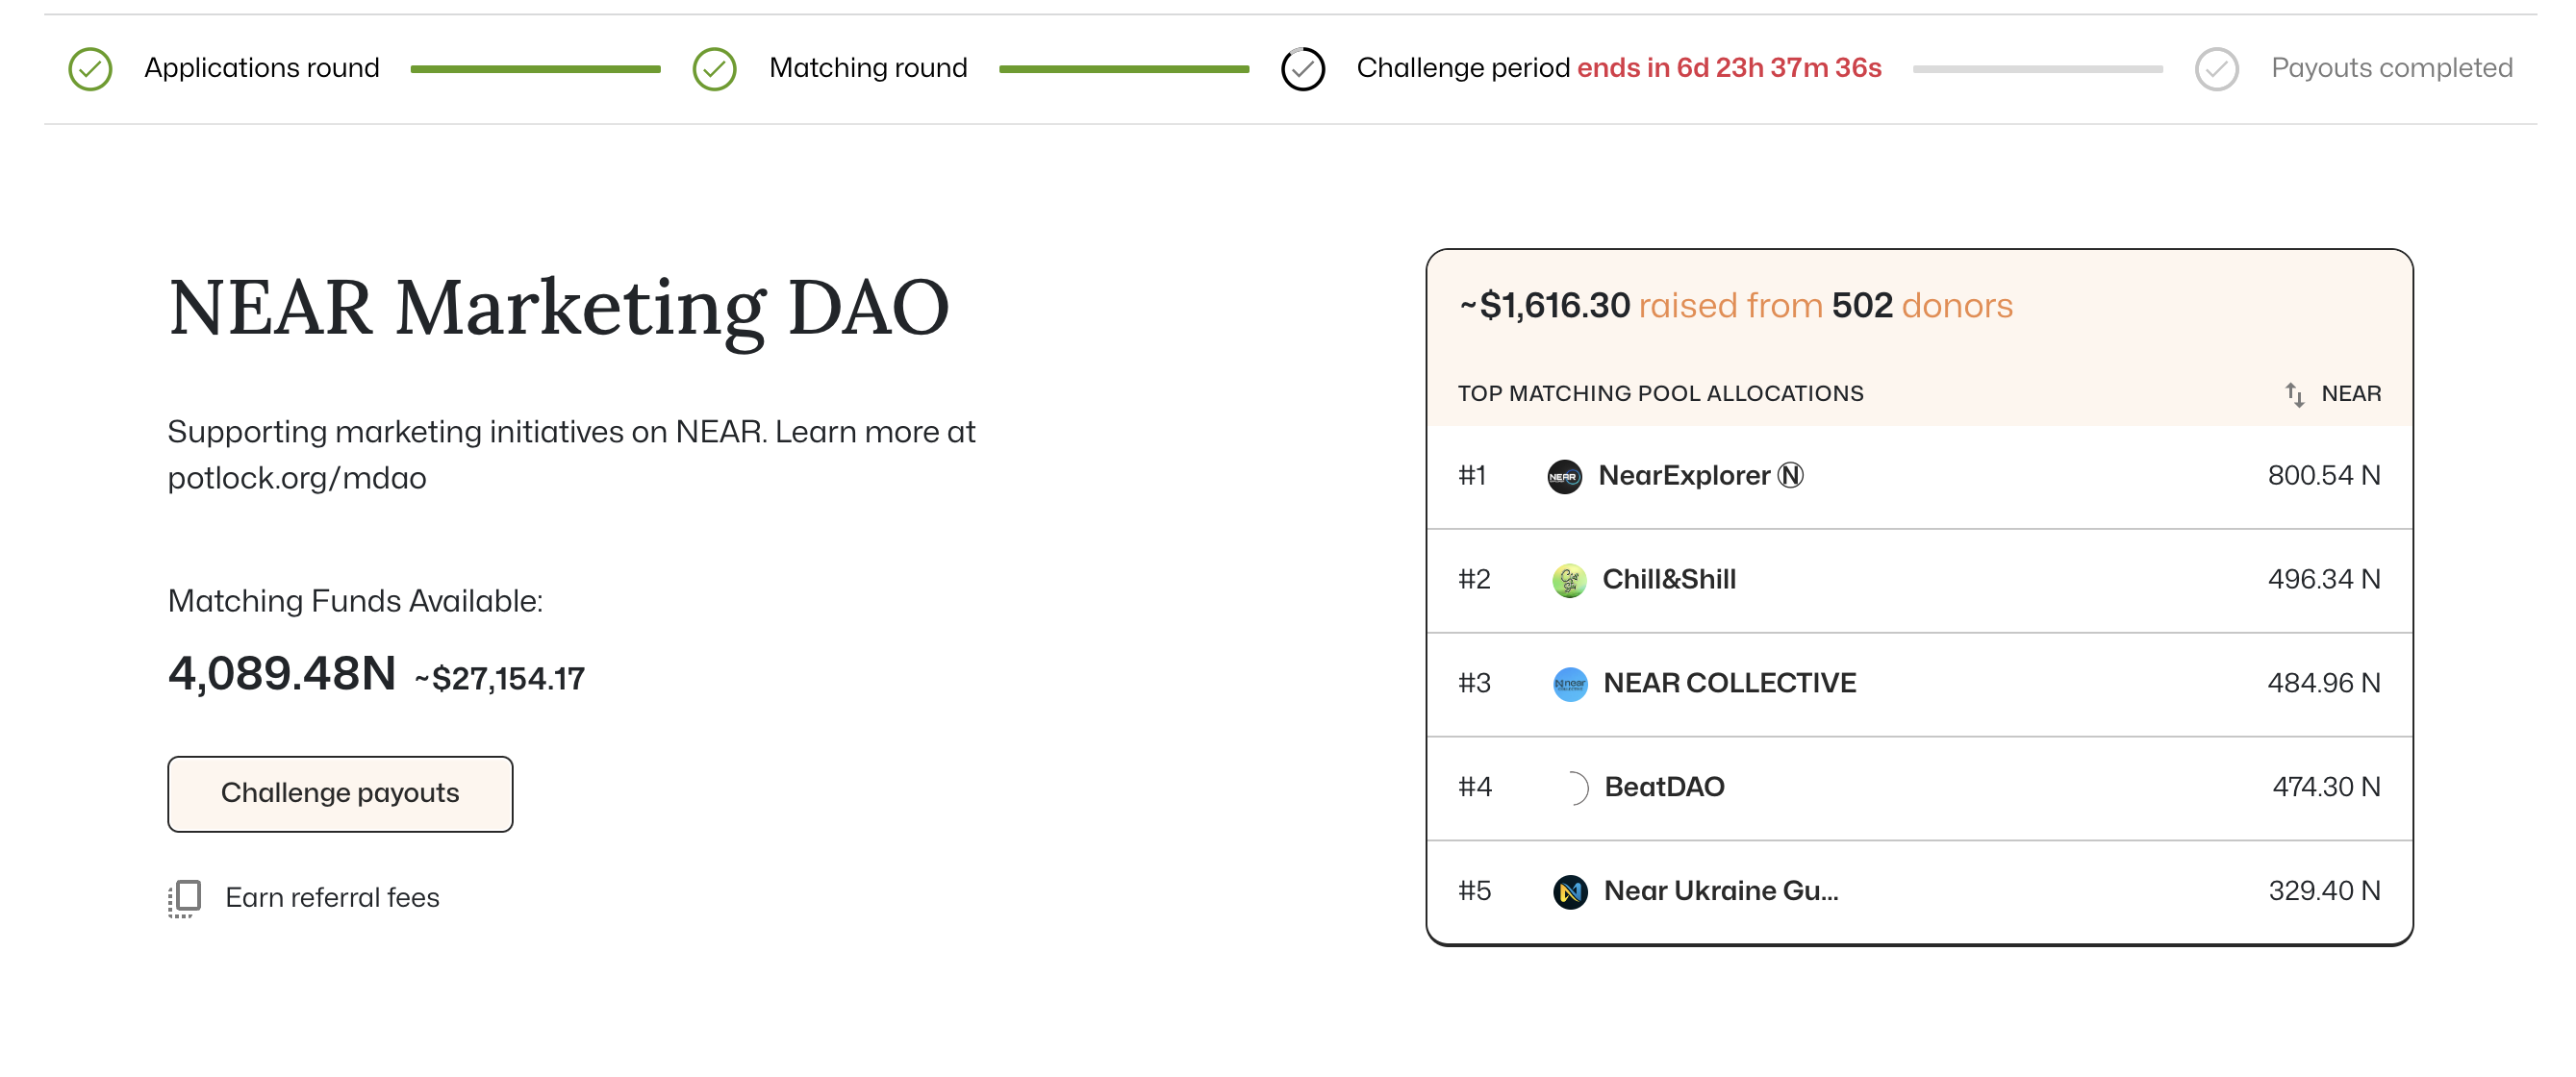 Applications round
Matching round
Challenge period ends in 6d 23h 37m 36s
Payouts completed
NEAR Marketing DAO
Supporting marketing initiatives on NEAR. Learn more at
potlock.org/mdao
Matching Funds Available:
4,089.48N ~$27,154.17
Challenge payouts
Earn referral fees
~$1,616.30 raised from 502 donors
TOP MATCHING POOL ALLOCATIONS NEAR
#1 NEAR NearExplorer Ⓝ 800.54 N
#2 Chill&Shill 496.34 N
#3 near NEAR COLLECTIVE 484.96 N
#4 BeatDAO 474.30 N
#5 Near Ukraine Gu... 329.40 N